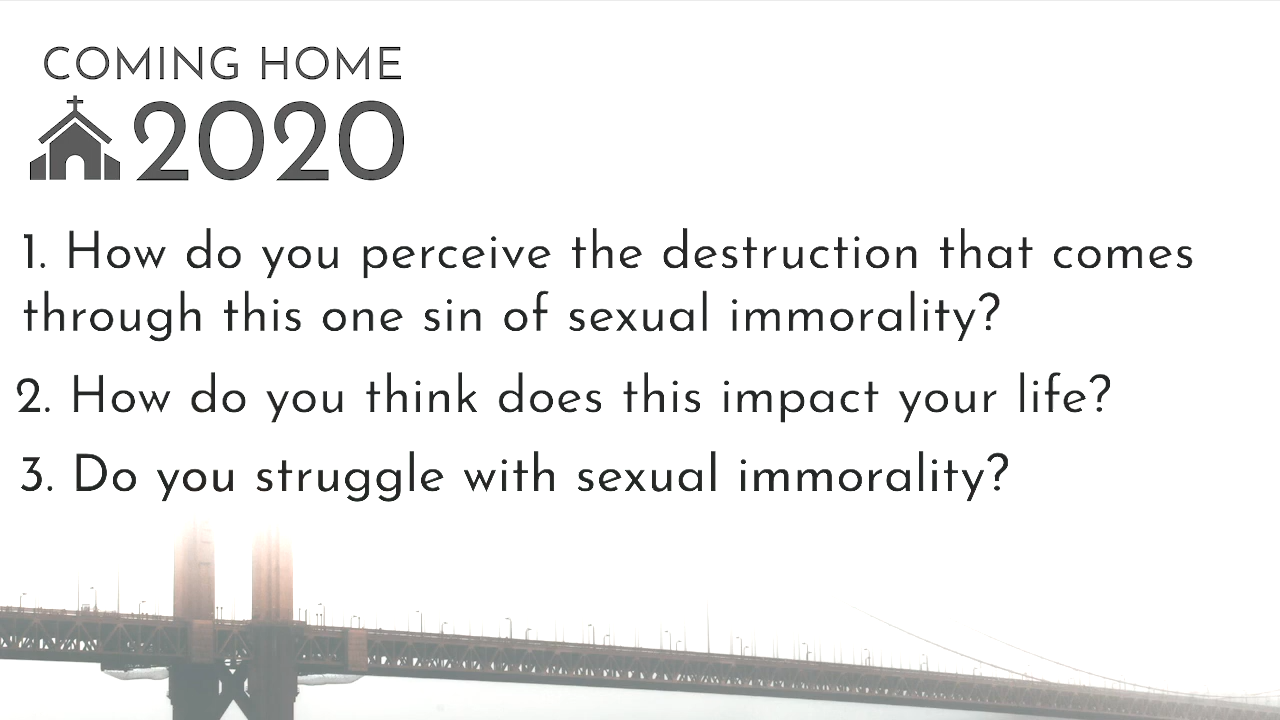 COMING HOME
2020
1. How do you perceive the destruction that comes
through this one sin of sexual immorality?
2. How do you think does this impact your life?
3. Do you struggle with sexual immorality?